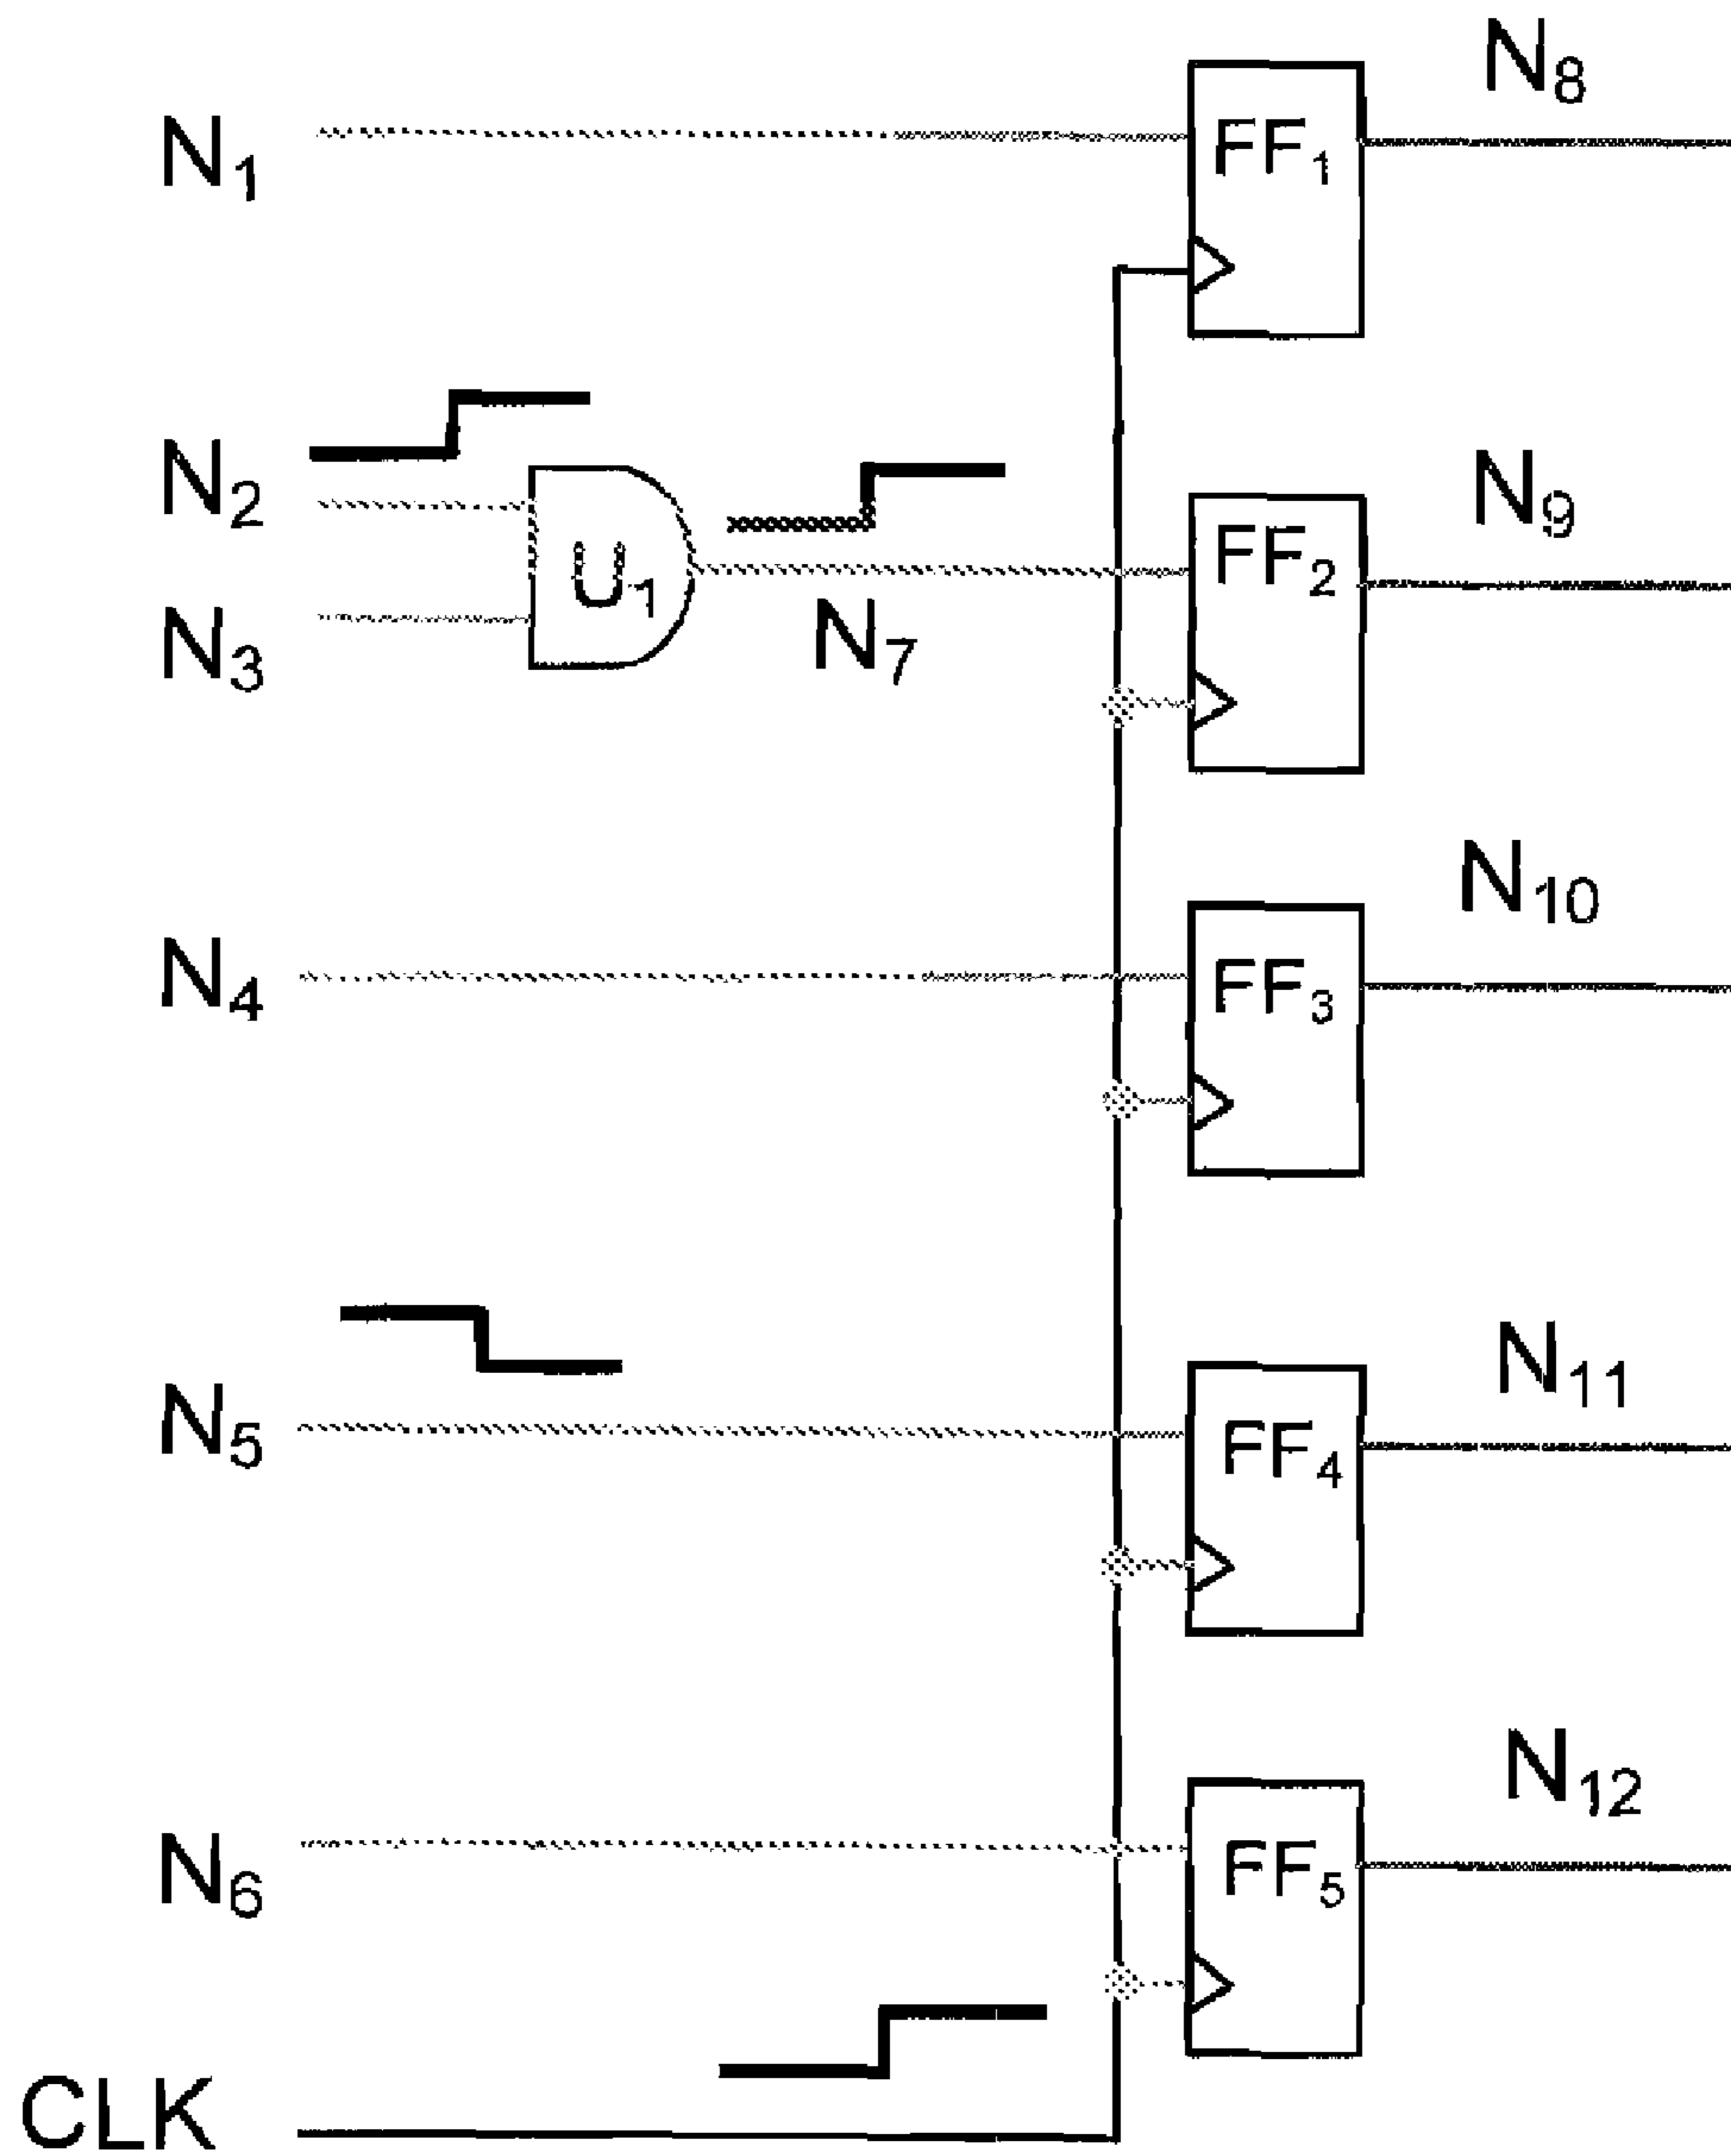 N₈
N₁ FF₁
N₂ N₉
U₁ FF₂
N₃ N₇
N₁₀
N₄ FF₃
N₁₁
N₅ FF₄
N₁₂
N₆ FF₅
CLK